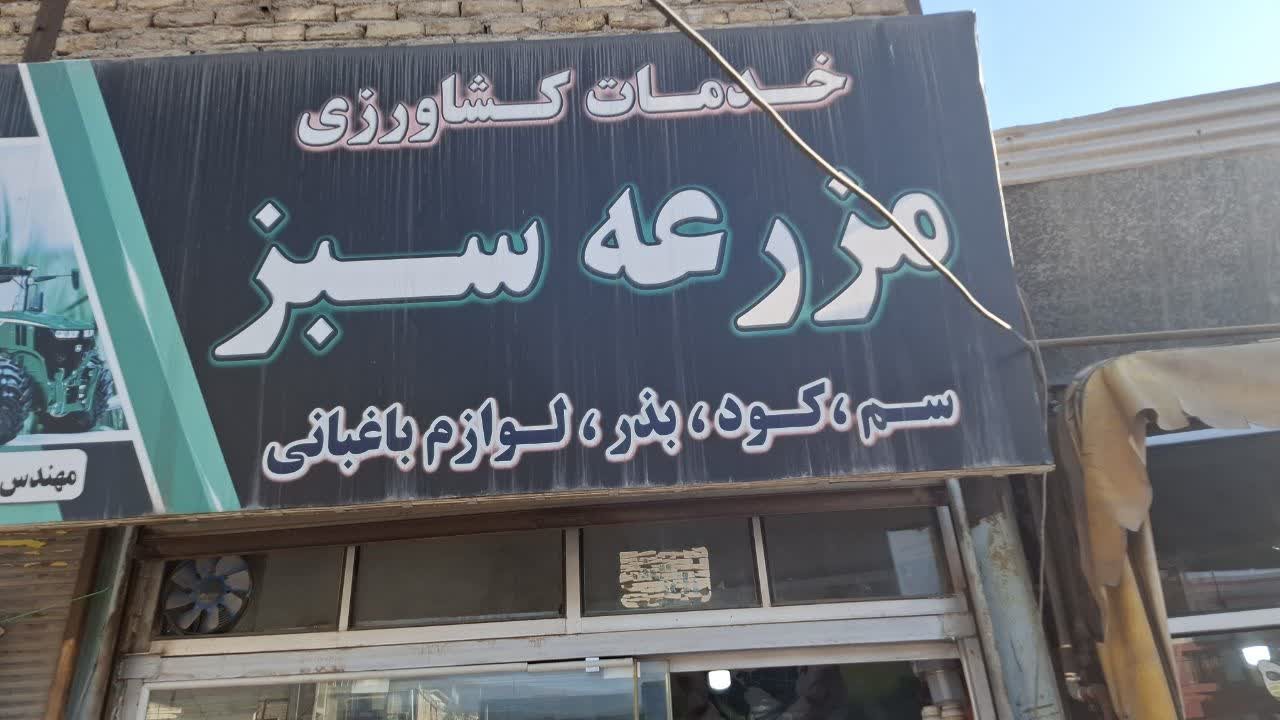 خدمات کشاورزی
مزرعه سبز
سم ، کود ، بذر ، لوازم باغبانی
مهندس